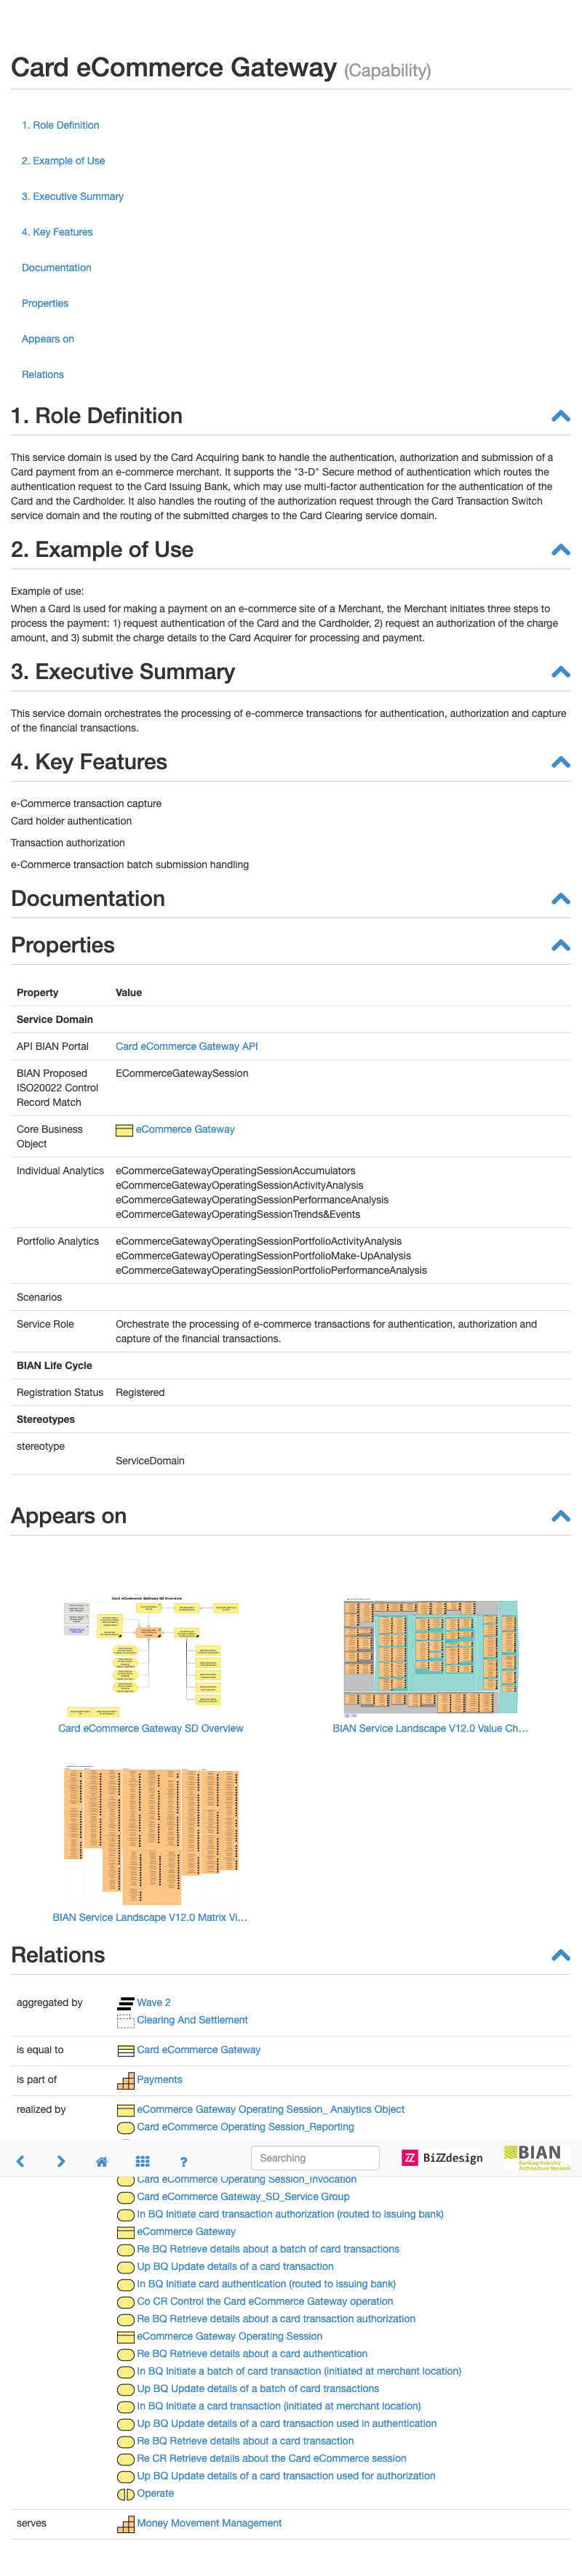 Card eCommerce Gateway (Capability)
1. Role Definition
2. Example of Use
3. Executive Summary
4. Key Features
Documentation
Properties
Appears on
Relations
1. Role Definition
This service domain is used by the Card Acquiring bank to handle the authentication, authorization and submission of a
Card payment from an e-commerce merchant. It supports the "3-D" Secure method of authentication which routes the
authentication request to the Card Issuing Bank, which may use multi-factor authentication for the authentication of the
Card and the Cardholder. It also handles the routing of the authorization request through the Card Transaction Switch
service domain and the routing of the submitted charges to the Card Clearing service domain.
2. Example of Use
Example of use:
When a Card is used for making a payment on an e-commerce site of a Merchant, the Merchant initiates three steps to
process the payment: 1) request authentication of the Card and the Cardholder, 2) request an authorization of the charge
amount, and 3) submit the charge details to the Card Acquirer for processing and payment.
3. Executive Summary
This service domain orchestrates the processing of e-commerce transactions for authentication, authorization and capture
of the financial transactions.
4. Key Features
e-Commerce transaction capture
Card holder authentication
Transaction authorization
e-Commerce transaction batch submission handling
Documentation
Properties
Property Value
Service Domain
API BIAN Portal Card eCommerce Gateway API
BIAN Proposed ECommerceGatewaySession
ISO20022 Control
Record Match
Core Business eCommerce Gateway
Object
Individual Analytics eCommerceGatewayOperatingSessionAccumulators
eCommerceGatewayOperatingSessionActivityAnalysis
eCommerceGatewayOperatingSessionPerformanceAnalysis
eCommerceGatewayOperatingSessionTrends&Events
Portfolio Analytics eCommerceGatewayOperatingSessionPortfolioActivityAnalysis
eCommerceGatewayOperatingSessionPortfolioMake-UpAnalysis
eCommerceGatewayOperatingSessionPortfolioPerformanceAnalysis
Scenarios
Service Role Orchestrate the processing of e-commerce transactions for authentication, authorization and
capture of the financial transactions.
BIAN Life Cycle
Registration Status Registered
Stereotypes
stereotype
ServiceDomain
Appears on
Card eCommerce Gateway SD Overview
Card eCommerce Gateway SD Overview
BIAN Service Landscape V12.0 Value Ch...
BIAN Service Landscape V12.0 Matrix Vi...
Relations
aggregated by Wave 2
Clearing And Settlement
is equal to Card eCommerce Gateway
is part of Payments
realized by eCommerce Gateway Operating Session_ Analytics Object
Card eCommerce Operating Session_Reporting
? Searching BiZZdesign BIAN
Banking Industry
Architecture Network
Card eCommerce Operating Session_Invocation
Card eCommerce Gateway_SD_Service Group
In BQ Initiate card transaction authorization (routed to issuing bank)
eCommerce Gateway
Re BQ Retrieve details about a batch of card transactions
Up BQ Update details of a card transaction
In BQ Initiate card authentication (routed to issuing bank)
Co CR Control the Card eCommerce Gateway operation
Re BQ Retrieve details about a card transaction authorization
eCommerce Gateway Operating Session
Re BQ Retrieve details about a card authentication
In BQ Initiate a batch of card transaction (initiated at merchant location)
Up BQ Update details of a batch of card transactions
In BQ Initiate a card transaction (initiated at merchant location)
Up BQ Update details of a card transaction used in authentication
Re BQ Retrieve details about a card transaction
Re CR Retrieve details about the Card eCommerce session
Up BQ Update details of a card transaction used for authorization
Operate
serves Money Movement Management